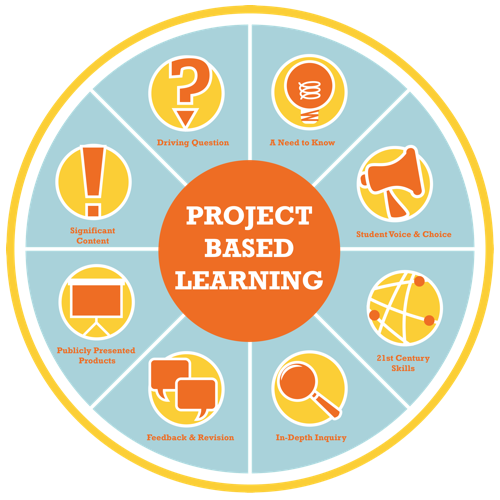 PROJECT
BASED
LEARNING
Driving Question
A Need to Know
Student Voice & Choice
21st Century
Skills
In-Depth Inquiry
Feedback & Revision
Publicly Presented
Products
Significant
Content